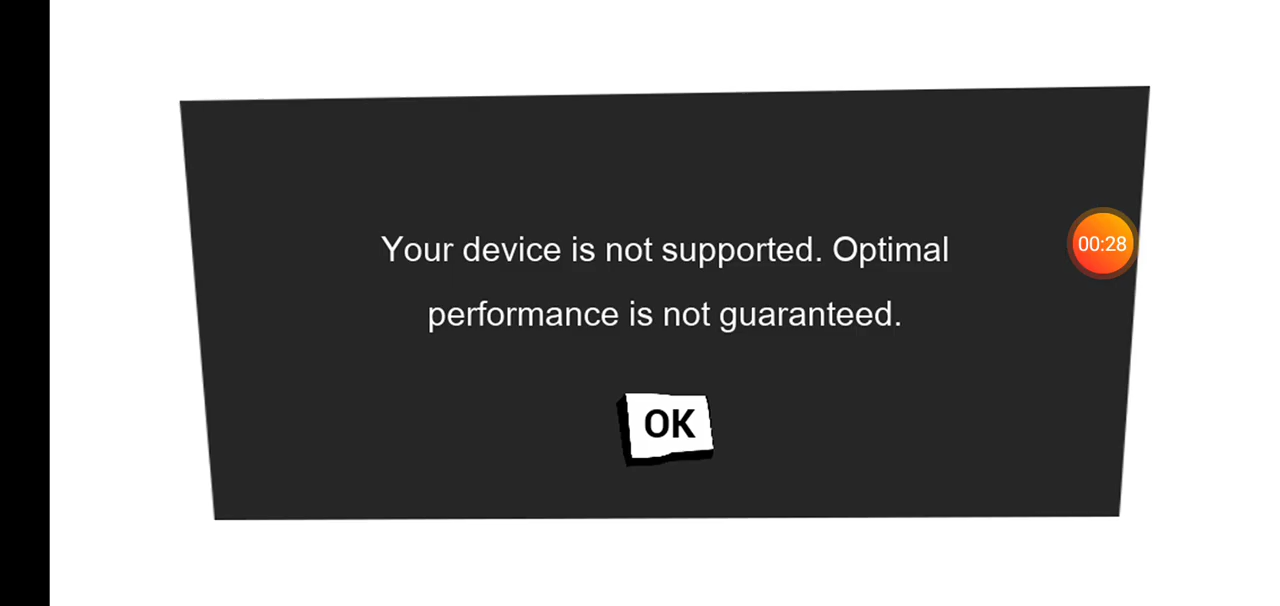 Your device is not supported. Optimal
00:28
performance is not guaranteed.
OK